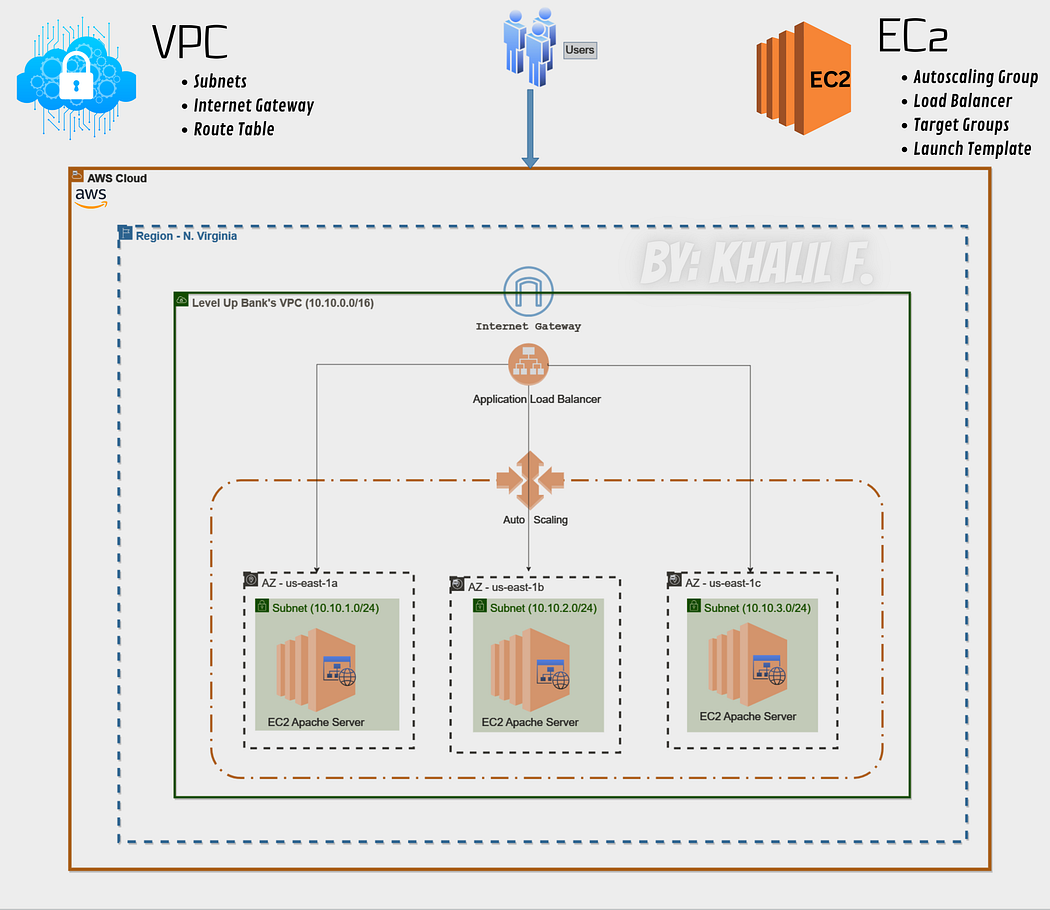 VPC
• Subnets
• Internet Gateway
• Route Table
Users
EC2
EC2
• Autoscaling Group
• Load Balancer
• Target Groups
• Launch Template
AWS Cloud
aws
Region - N. Virginia
BY: KHALIL F.
Level Up Bank's VPC (10.10.0.0/16)
Internet Gateway
Application Load Balancer
Auto Scaling
AZ - us-east-1a
Subnet (10.10.1.0/24)
EC2 Apache Server
AZ - us-east-1b
Subnet (10.10.2.0/24)
EC2 Apache Server
AZ - us-east-1c
Subnet (10.10.3.0/24)
EC2 Apache Server